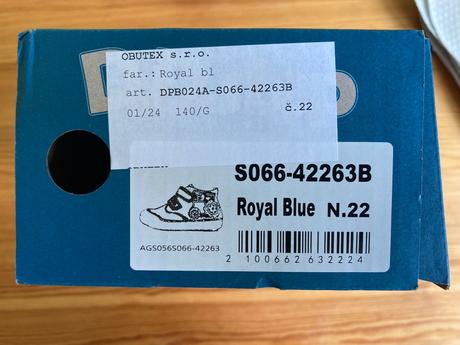 OBUTEX s.r.o.
far.: Royal bl
art. DPB024A-S066-42263B
01/24 140/G č.22
S066-42263B
Royal Blue N.22
AGS056S066-42263
2 100662 632224